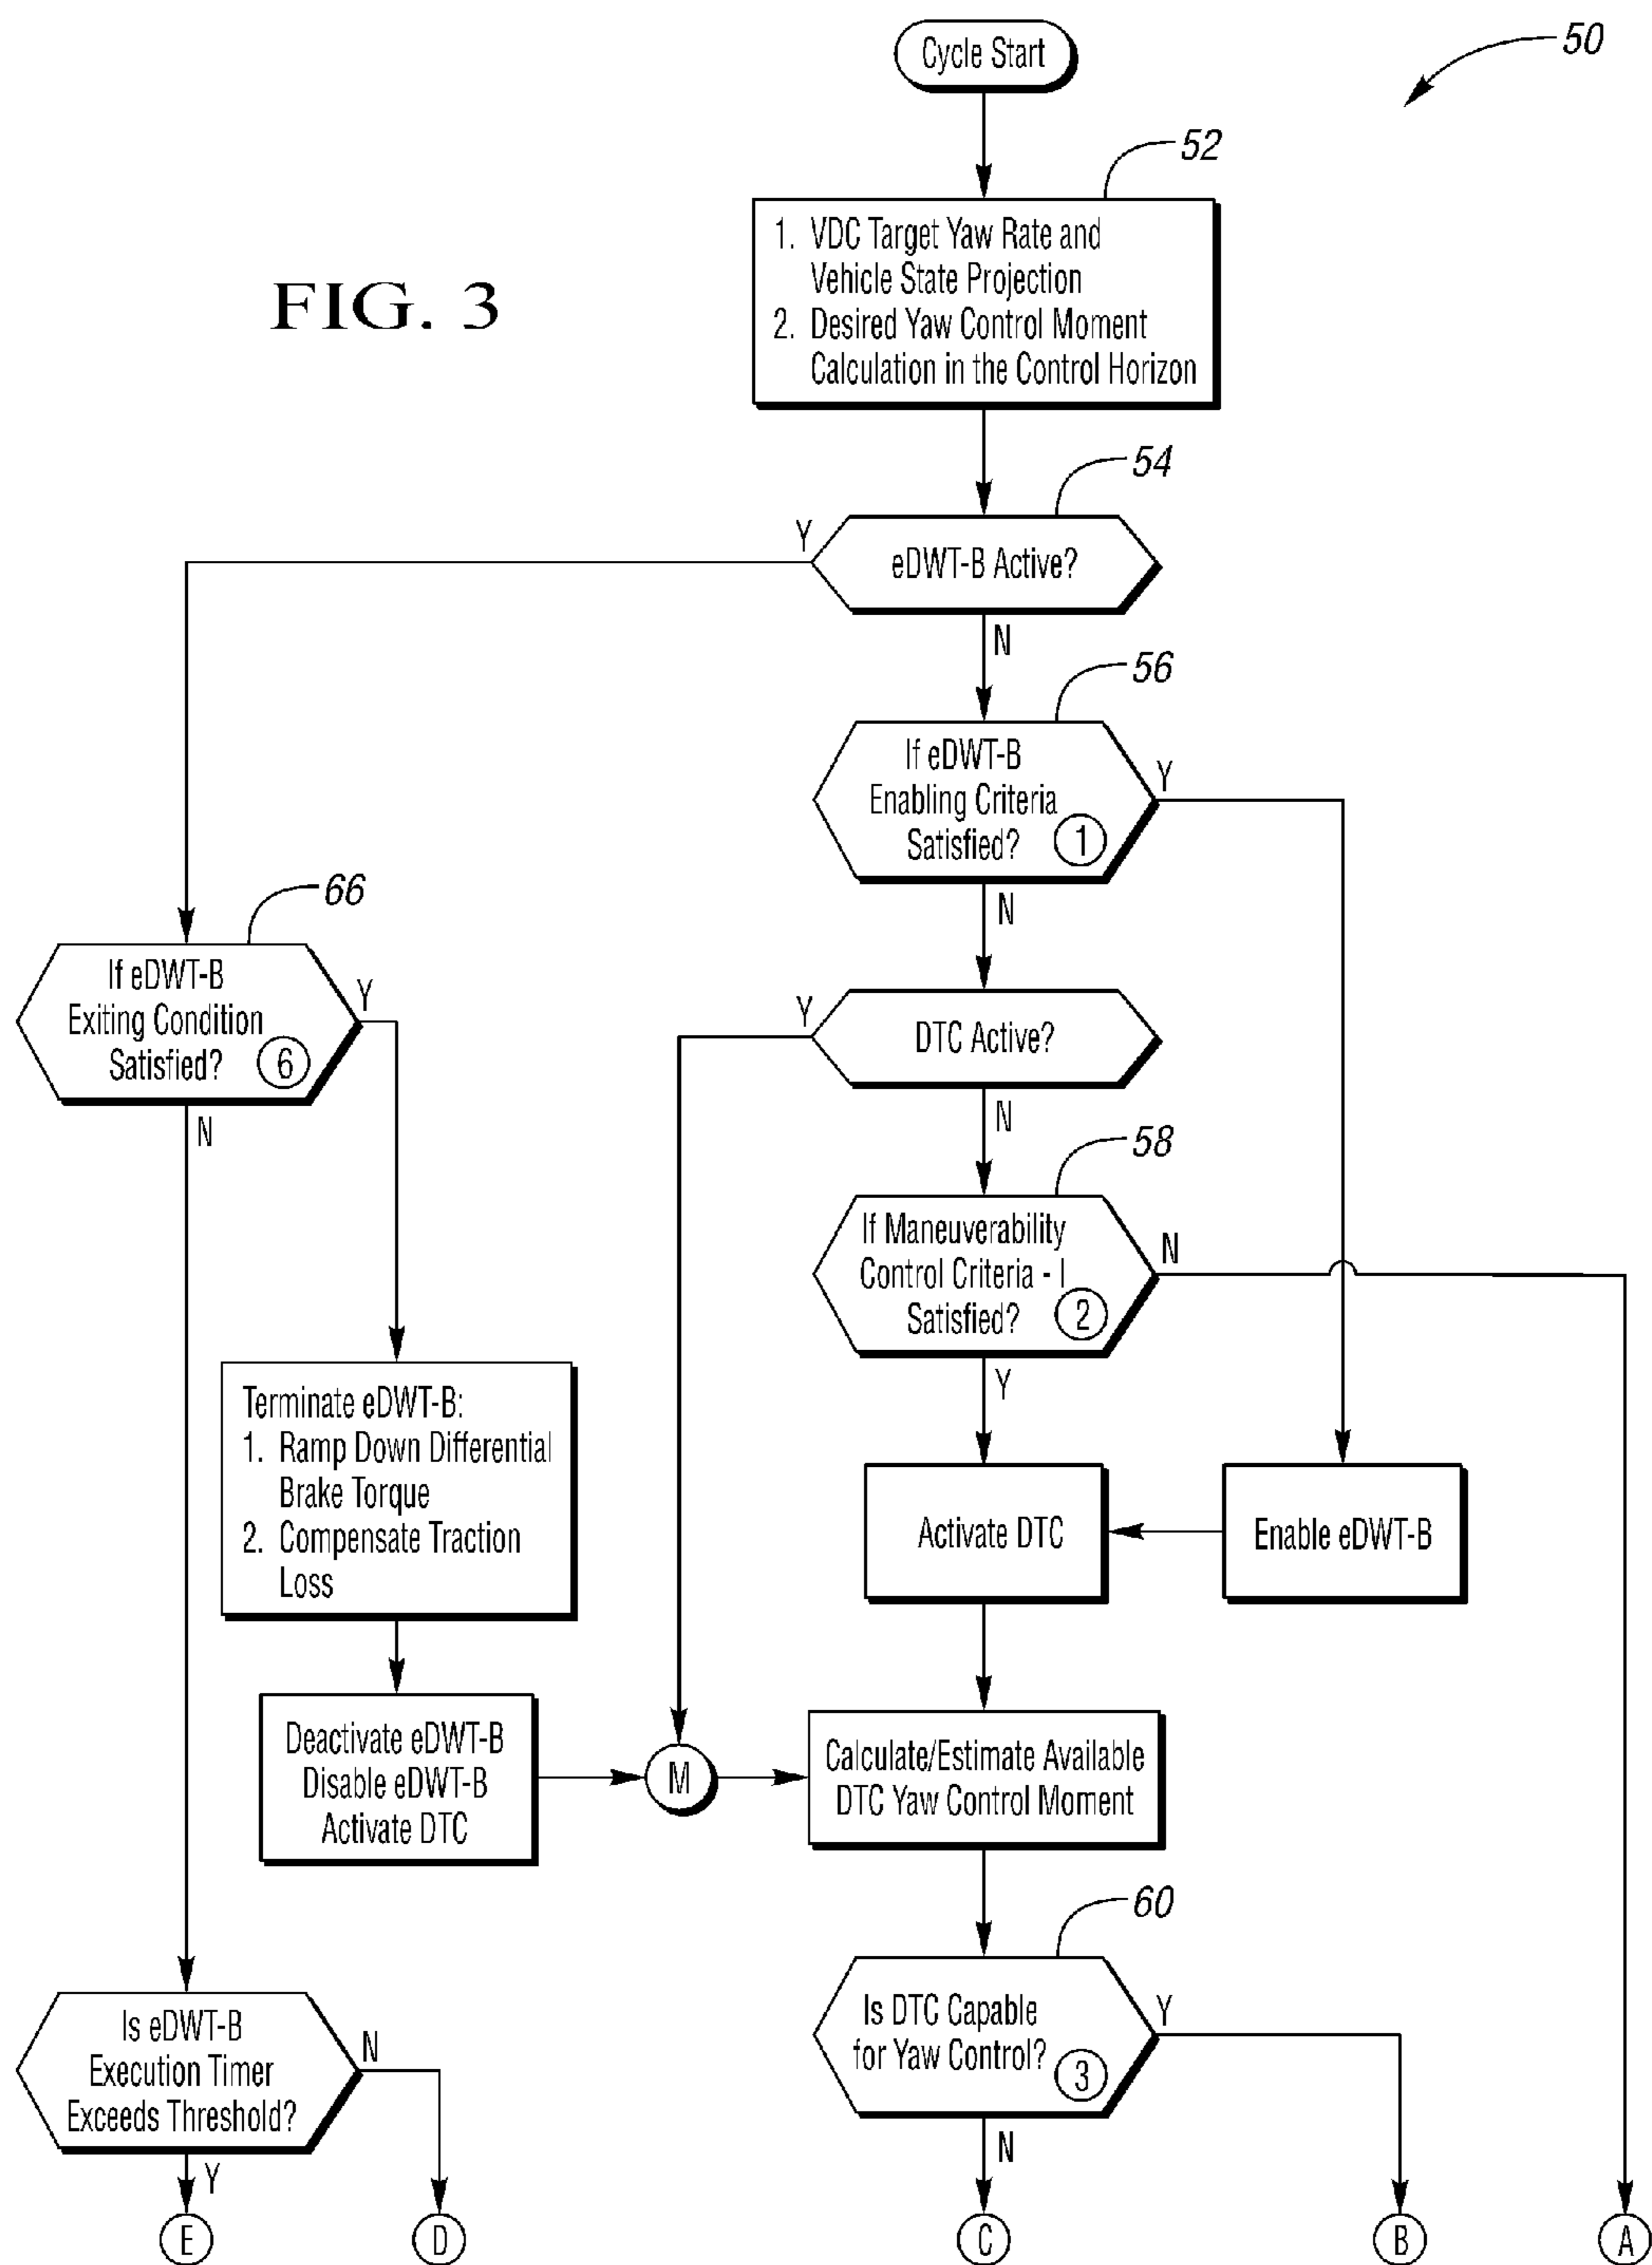 Cycle Start
50
52
FIG. 3
1. VDC Target Yaw Rate and
Vehicle State Projection
2. Desired Yaw Control Moment
Calculation in the Control Horizon
54
Y
eDWT-B Active?
N
56
If eDWT-B
Enabling Criteria
Satisfied?
1
Y
N
66
If eDWT-B
Exiting Condition
Satisfied?
6
Y
N
Y
DTC Active?
N
58
If Maneuverability
Control Criteria - I
Satisfied?
2
N
Y
Terminate eDWT-B:
1. Ramp Down Differential
Brake Torque
2. Compensate Traction
Loss
Activate DTC
Enable eDWT-B
Deactivate eDWT-B
Disable eDWT-B
Activate DTC
M
Calculate/Estimate Available
DTC Yaw Control Moment
60
Is DTC Capable
for Yaw Control?
3
Y
N
Is eDWT-B
Execution Timer
Exceeds Threshold?
N
Y
E
D
C
B
A